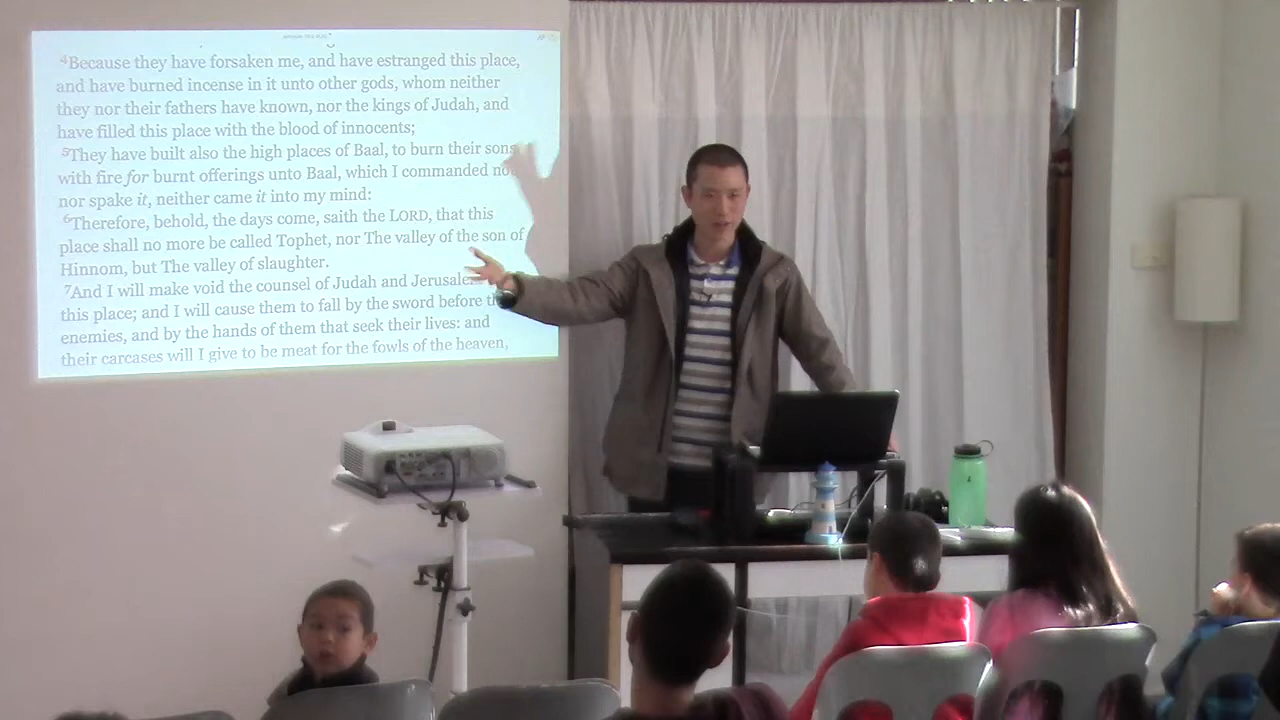 ⁴Because they have forsaken me, and have estranged this place,
and have burned incense in it unto other gods, whom neither
they nor their fathers have known, nor the kings of Judah, and
have filled this place with the blood of innocents;
⁵They have built also the high places of Baal, to burn their sons
with fire for burnt offerings unto Baal, which I commanded
nor spake it, neither came it into my mind:
⁶Therefore, behold, the days come, saith the LORD, that this
place shall no more be called Tophet, nor The valley of the son of
Hinnom, but The valley of slaughter.
⁷And I will make void the counsel of Judah and
this place; and I will cause them to fall by the sword before
enemies, and by the hands of them that seek their lives: and
their carcases will I give to be meat for the fowls of the heaven,